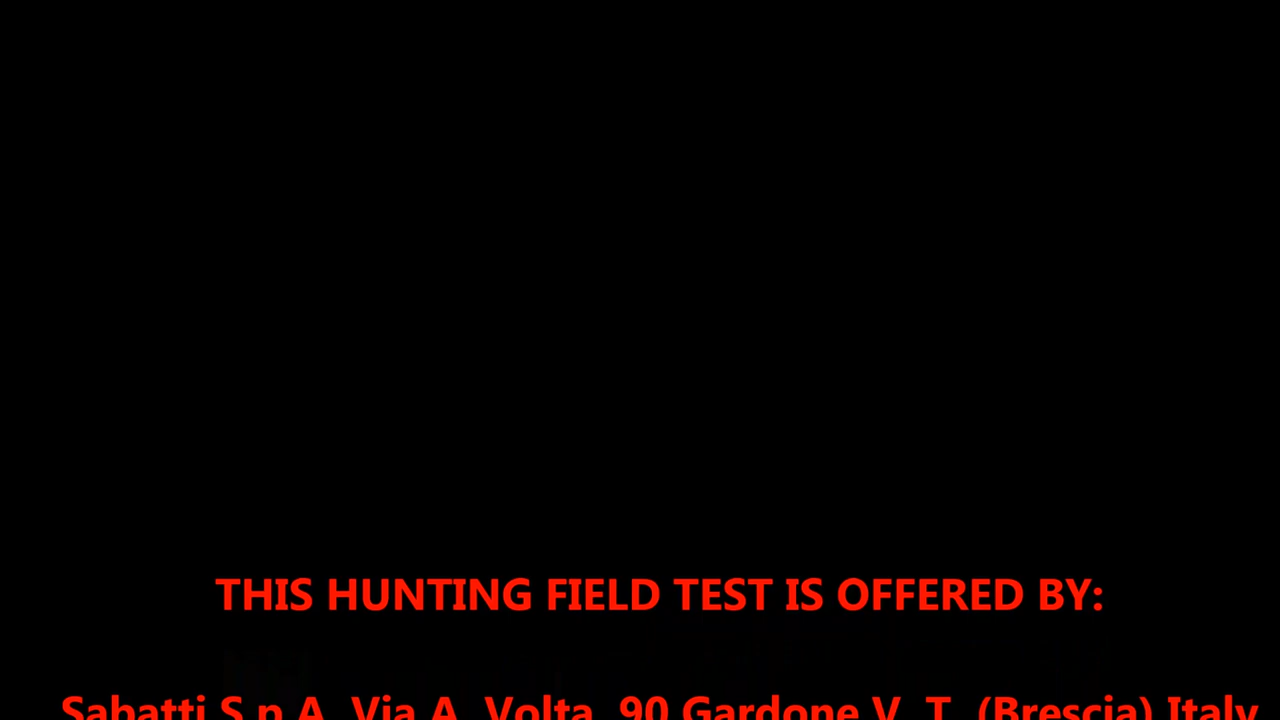 THIS HUNTING FIELD TEST IS OFFERED BY:
Sabatti S.p.A. Via A. Volta, 90 Gardone V. T. (Brescia) Italy